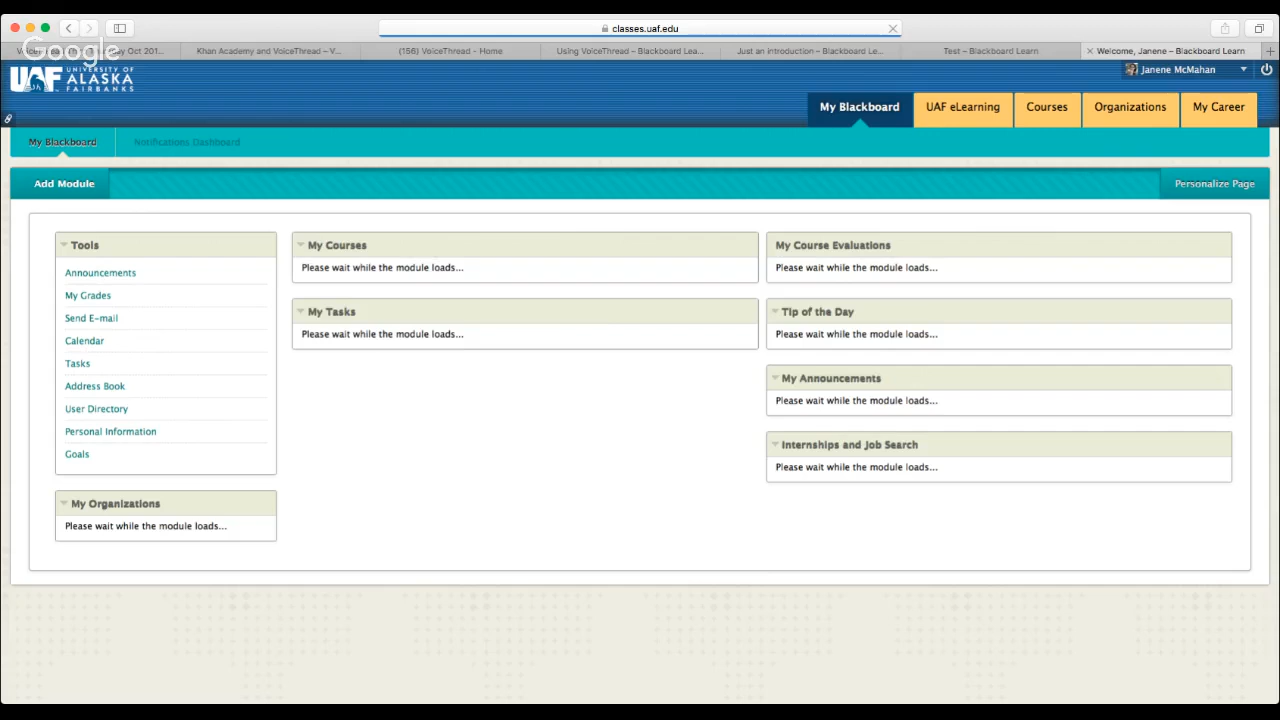 classes.uaf.edu
Khan Academy and VoiceThread – V...
(156) VoiceThread - Home
Using VoiceThread – Blackboard Lea...
Just an introduction – Blackboard Le...
Test – Blackboard Learn
Welcome, Janene – Blackboard Learn
Google
UAF UNIVERSITY OF
ALASKA
FAIRBANKS
Janene McMahan
My Blackboard
UAF eLearning
Courses
Organizations
My Career
My Blackboard
Notifications Dashboard
Add Module
Personalize Page
Tools
Announcements
My Grades
Send E-mail
Calendar
Tasks
Address Book
User Directory
Personal Information
Goals
My Organizations
Please wait while the module loads...
My Courses
Please wait while the module loads...
My Tasks
Please wait while the module loads...
My Course Evaluations
Please wait while the module loads...
Tip of the Day
Please wait while the module loads...
My Announcements
Please wait while the module loads...
Internships and Job Search
Please wait while the module loads...